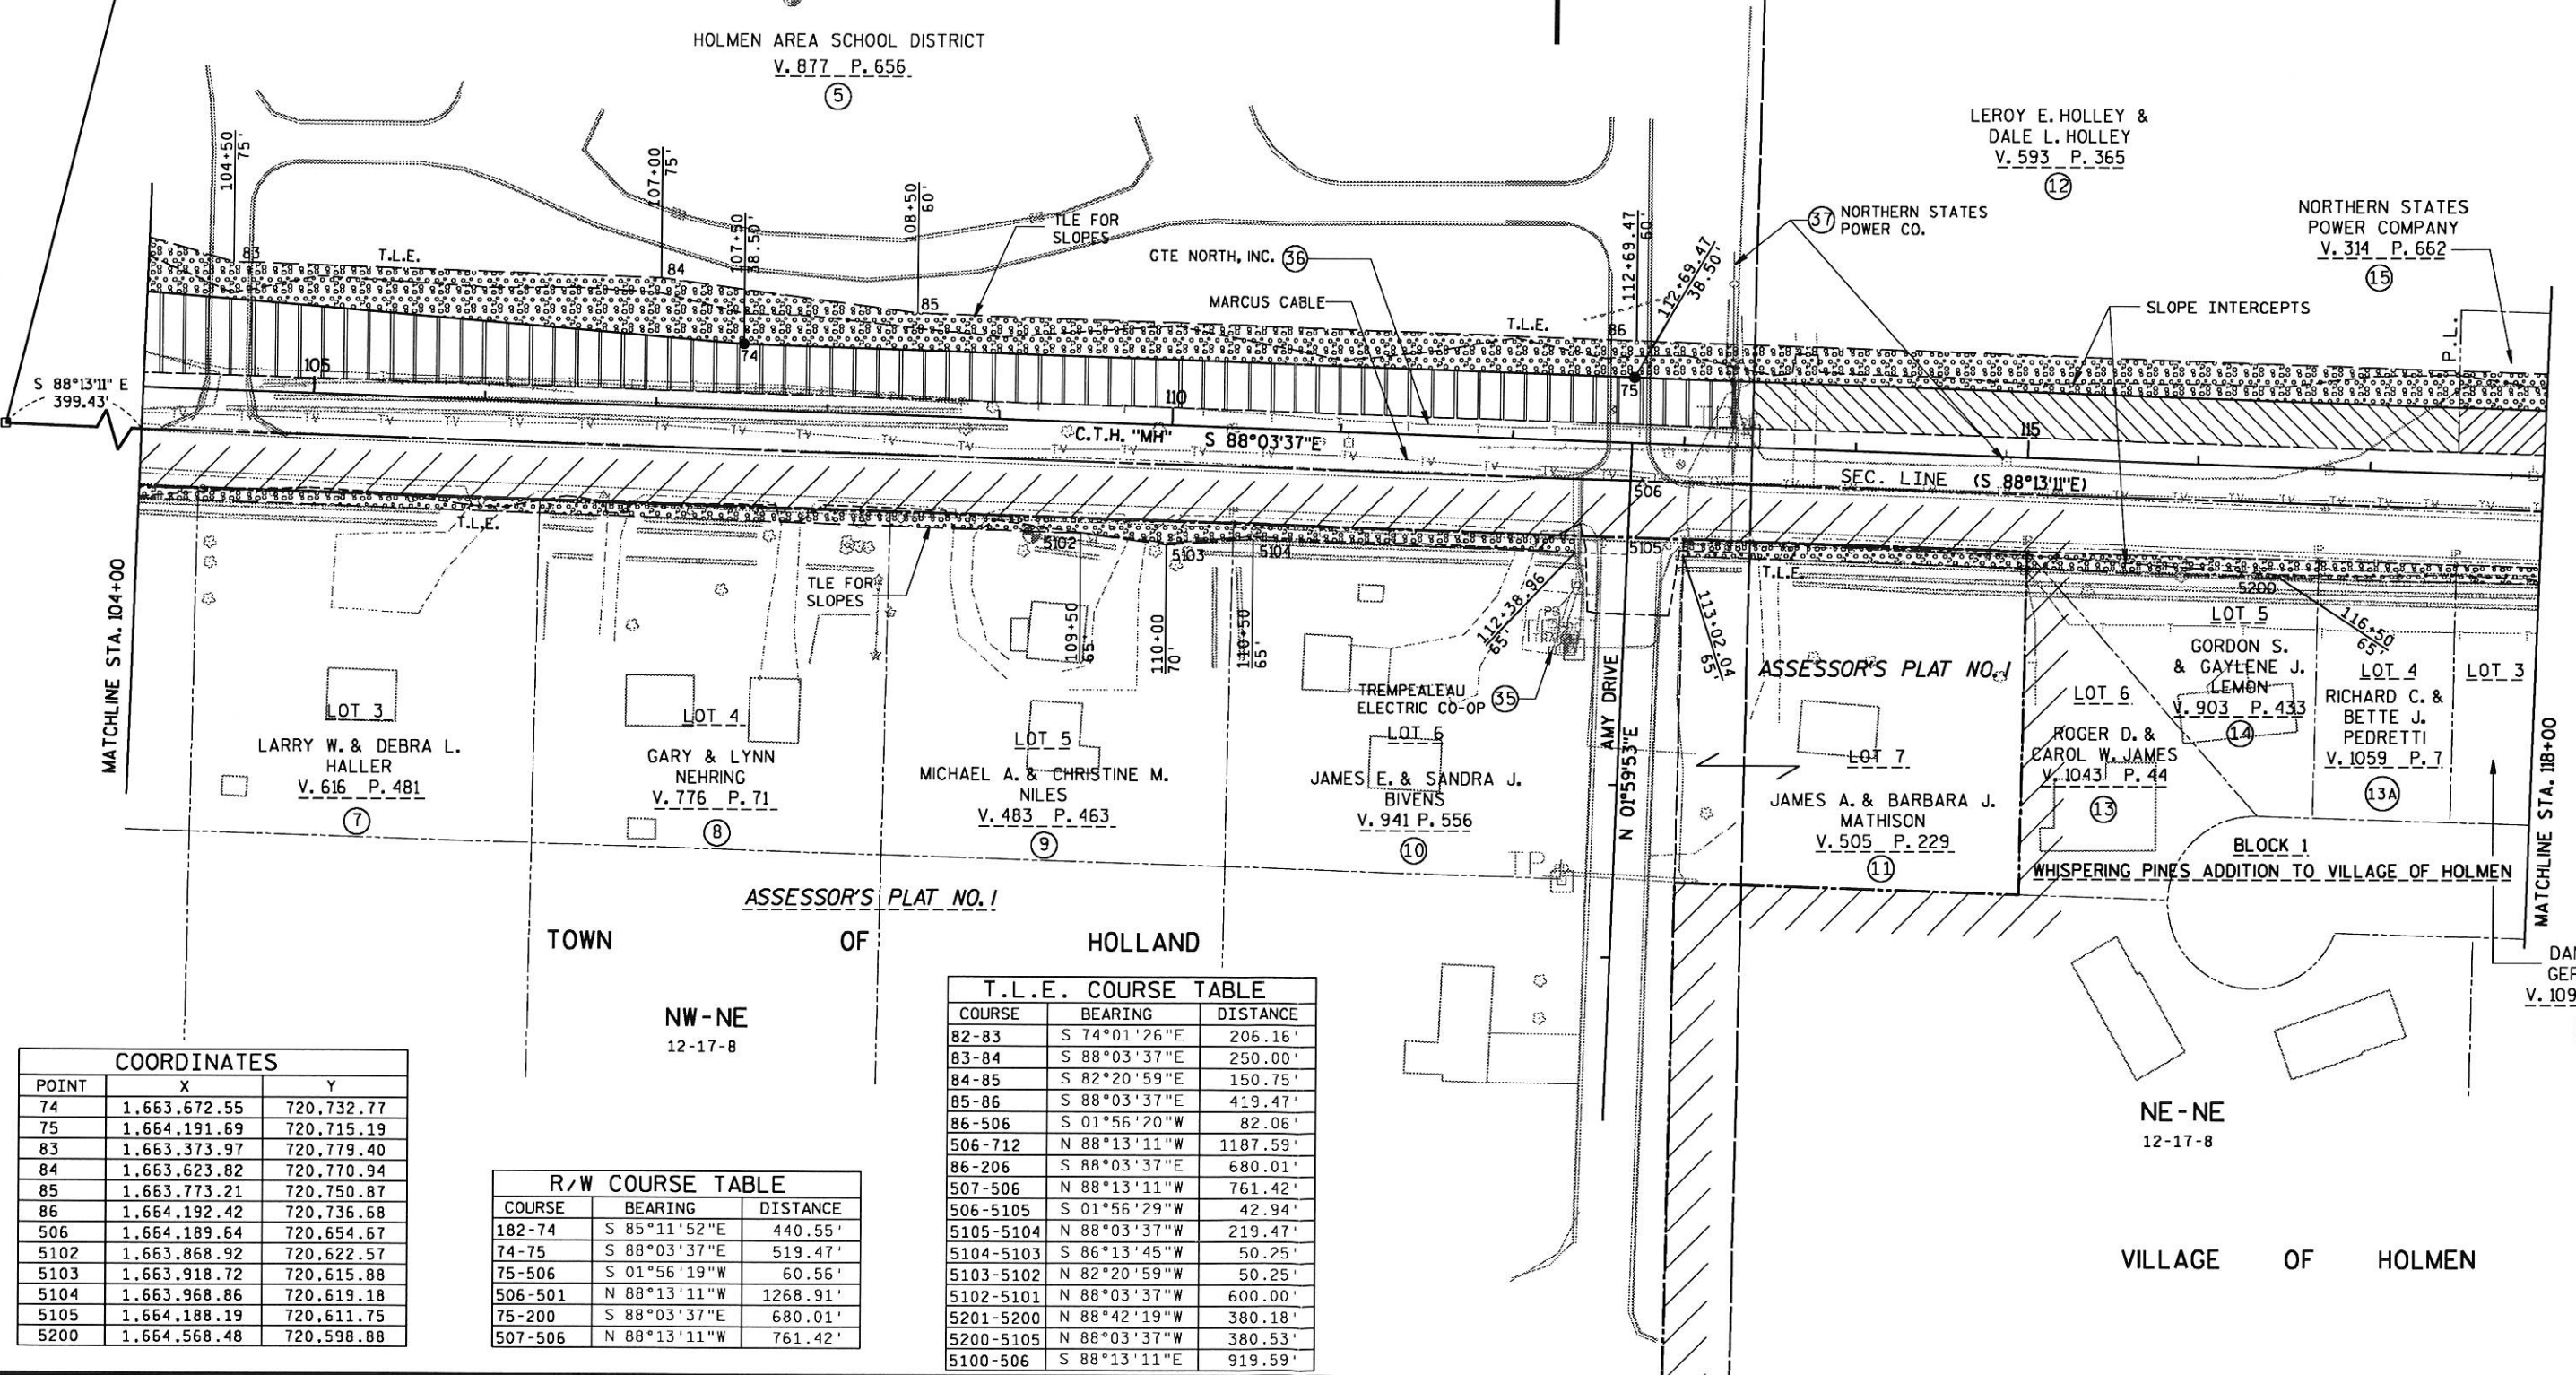 HOLMEN AREA SCHOOL DISTRICT
V. 877 P. 656
5
LEROY E. HOLLEY &
DALE L. HOLLEY
V. 593 P. 365
12
NORTHERN STATES
POWER COMPANY
V. 314 P. 662
15
37 NORTHERN STATES
POWER CO.
104+50
75'
107+00
75'
107+50
38.50'
108+50
60'
112+69.47
60'
112+69.47
38.50'
TLE FOR
SLOPES
GTE NORTH, INC. 36
MARCUS CABLE
SLOPE INTERCEPTS
P.L.
83
T.L.E.
84
85
T.L.E.
86
74
75
105
110
115
S 88°13'11" E
399.43'
C.T.H. "MH" S 88°03'37"E
SEC. LINE (S 88°13'11"E)
TV TV TV TV TV TV
506
T.L.E.
5102
5103
5104
5105
T.L.E.
5200
TLE FOR
SLOPES
109+50
65'
110+00
70'
110+50
65'
112+38.96
65'
113+02.04
65'
116+50
65'
MATCHLINE STA. 104+00
MATCHLINE STA. 118+00
TREMPEALEAU
ELECTRIC CO-OP 35
AMY DRIVE
N 01°59'53"E
ASSESSOR'S PLAT NO. 1
LOT 3
LARRY W. & DEBRA L.
HALLER
V. 616 P. 481
7
LOT 4
GARY & LYNN
NEHRING
V. 776 P. 71
8
LOT 5
MICHAEL A. & CHRISTINE M.
NILES
V. 483 P. 463
9
LOT 6
JAMES E. & SANDRA J.
BIVENS
V. 941 P. 556
10
LOT 7
JAMES A. & BARBARA J.
MATHISON
V. 505 P. 229
11
LOT 6
ROGER D. &
CAROL W. JAMES
V. 1043 P. 44
13
LOT 5
GORDON S.
& GAYLENE J.
LEMON
V. 903 P. 433
14
LOT 4
RICHARD C. &
BETTE J.
PEDRETTI
V. 1059 P. 7
13A
LOT 3
BLOCK 1
WHISPERING PINES ADDITION TO VILLAGE OF HOLMEN
TP
V. 109
ASSESSOR'S PLAT NO. 1
TOWN OF HOLLAND
NW-NE
12-17-8
NE-NE
12-17-8
VILLAGE OF HOLMEN
COORDINATES
POINT X Y
74 1,663,672.55 720,732.77
75 1,664,191.69 720,715.19
83 1,663,373.97 720,779.40
84 1,663,623.82 720,770.94
85 1,663,773.21 720,750.87
86 1,664,192.42 720,736.68
506 1,664,189.64 720,654.67
5102 1,663,868.92 720,622.57
5103 1,663,918.72 720,615.88
5104 1,663,968.86 720,619.18
5105 1,664,188.19 720,611.75
5200 1,664,568.48 720,598.88
R/W COURSE TABLE
COURSE BEARING DISTANCE
182-74 S 85°11'52"E 440.55'
74-75 S 88°03'37"E 519.47'
75-506 S 01°56'19"W 60.56'
506-501 N 88°13'11"W 1268.91'
75-200 S 88°03'37"E 680.01'
507-506 N 88°13'11"W 761.42'
T.L.E. COURSE TABLE
COURSE BEARING DISTANCE
82-83 S 74°01'26"E 206.16'
83-84 S 88°03'37"E 250.00'
84-85 S 82°20'59"E 150.75'
85-86 S 88°03'37"E 419.47'
86-506 S 01°56'20"W 82.06'
506-712 N 88°13'11"W 1187.59'
86-206 S 88°03'37"E 680.01'
507-506 N 88°13'11"W 761.42'
506-5105 S 01°56'29"W 42.94'
5105-5104 N 88°03'37"W 219.47'
5104-5103 S 86°13'45"W 50.25'
5103-5102 N 82°20'59"W 50.25'
5102-5101 N 88°03'37"W 600.00'
5201-5200 N 88°42'19"W 380.18'
5200-5105 N 88°03'37"W 380.53'
5100-506 S 88°13'11"E 919.59'